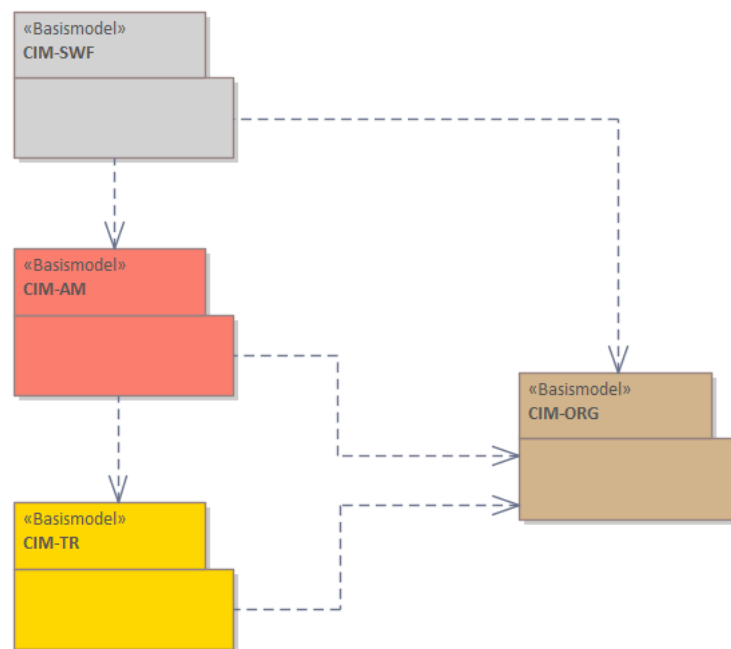 «Basismodel»
CIM-SWF
«Basismodel»
CIM-AM
«Basismodel»
CIM-ORG
«Basismodel»
CIM-TR